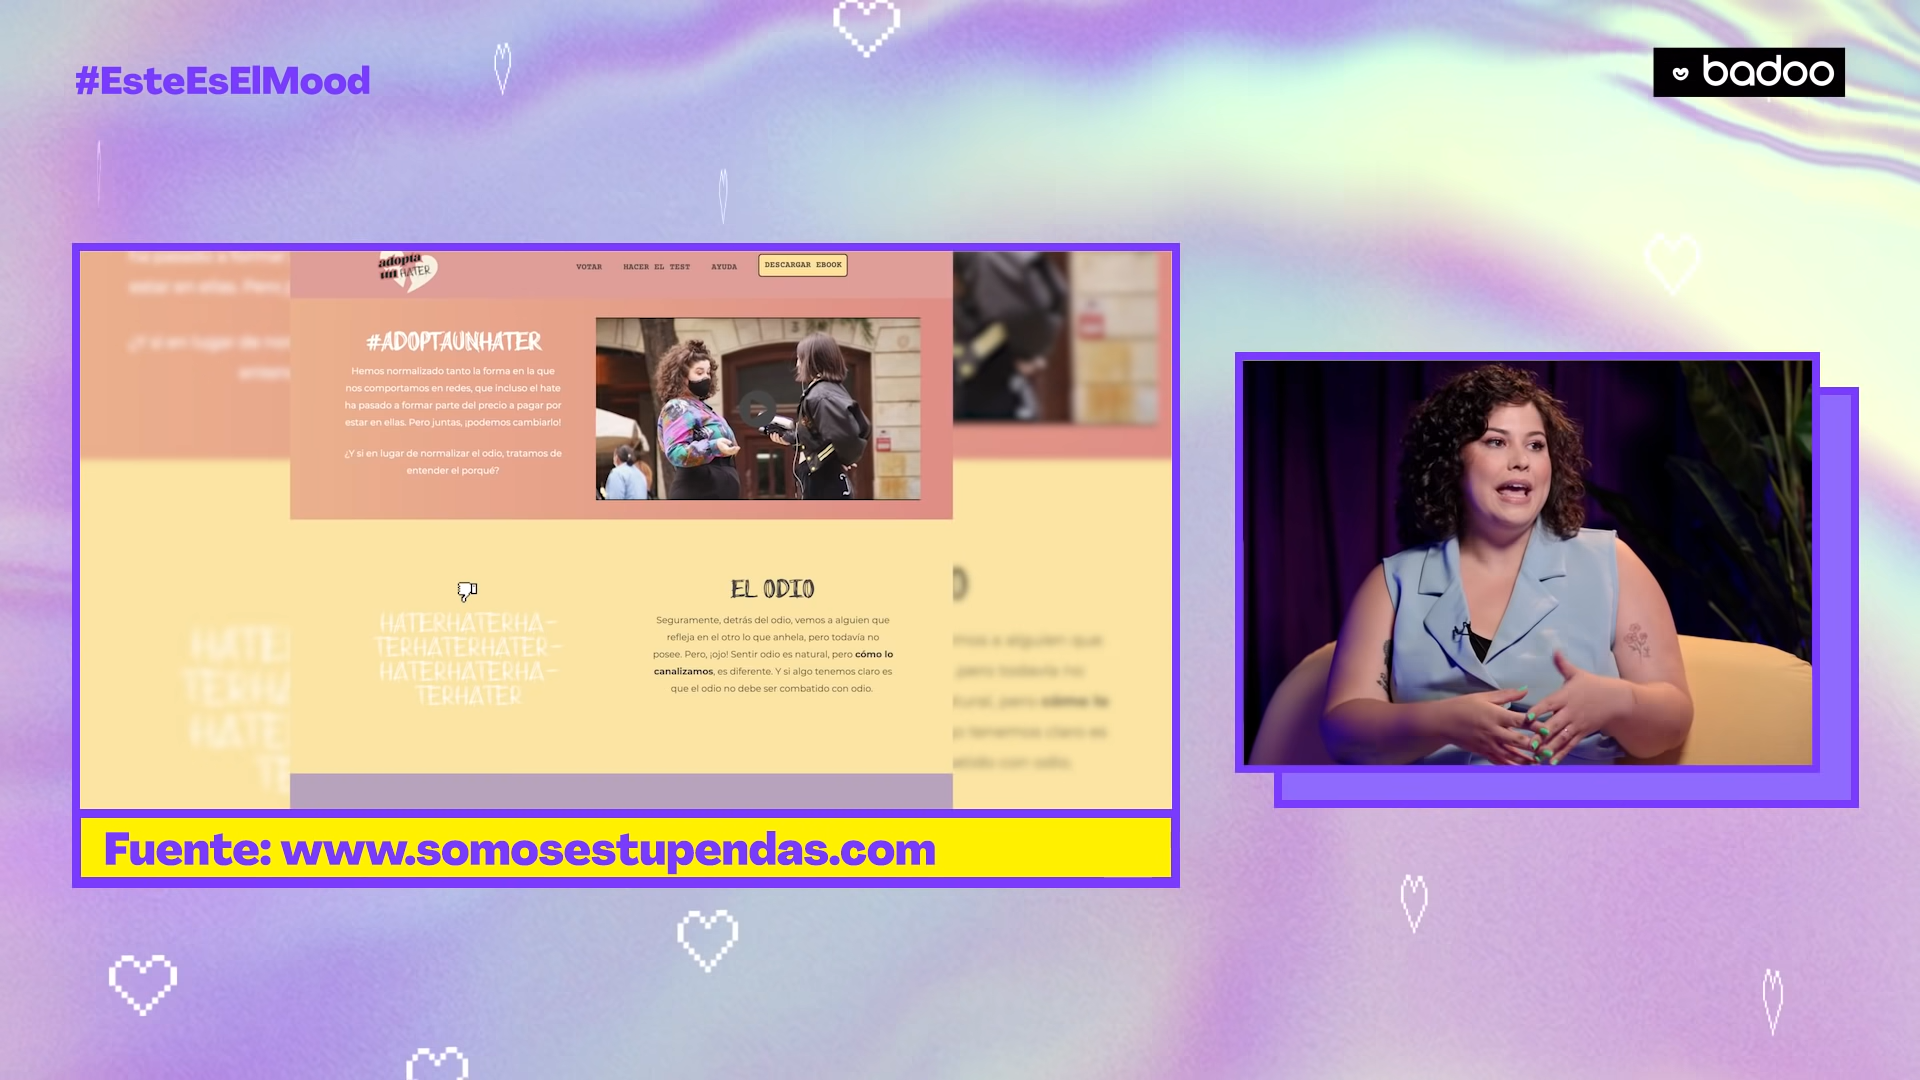 #EsteEsElMood
badoo
adopta
un HATER
VOTAR HACER EL TEST AYUDA DESCARGAR EBOOK
#ADOPTAUNHATER
Hemos normalizado tanto la forma en la que
nos comportamos en redes, que incluso el hate
ha pasado a formar parte del precio a pagar por
estar en ellas. Pero juntas, ¡podemos cambiarlo!
¿Y si en lugar de normalizar el odio, tratamos de
entender el porqué?
HATERHATERHA-
TERHATERHATER-
HATERHATERHA-
TERHATER
EL ODIO
Seguramente, detrás del odio, vemos a alguien que
refleja en el otro lo que anhela, pero todavía no
posee. Pero, ¡ojo! Sentir odio es natural, pero cómo lo
canalizamos, es diferente. Y si algo tenemos claro es
que el odio no debe ser combatido con odio.
Fuente: www.somosestupendas.com